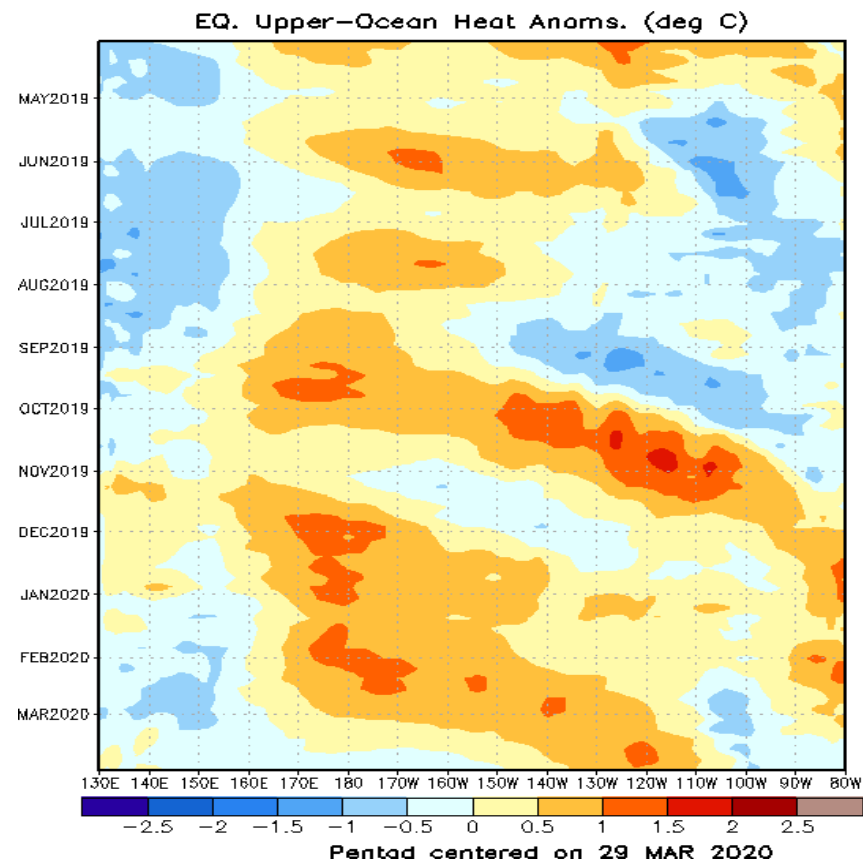 EQ. Upper-Ocean Heat Anams. (deg C)
MAY2019
JUN2019
JUL2019
AUG2019
SEP2019
OCT2019
NOV2019
DEC2019
JAN2020
FEB2020
MAR2020
130E 140E 150E 160E 170E 180 170W 160W 150W 140W 130W 120W 110W 100W 90W 80W
-2.5 -2 -1.5 -1 -0.5 0 0.5 1 1.5 2 2.5
Pentad centered on 29 MAR 2020